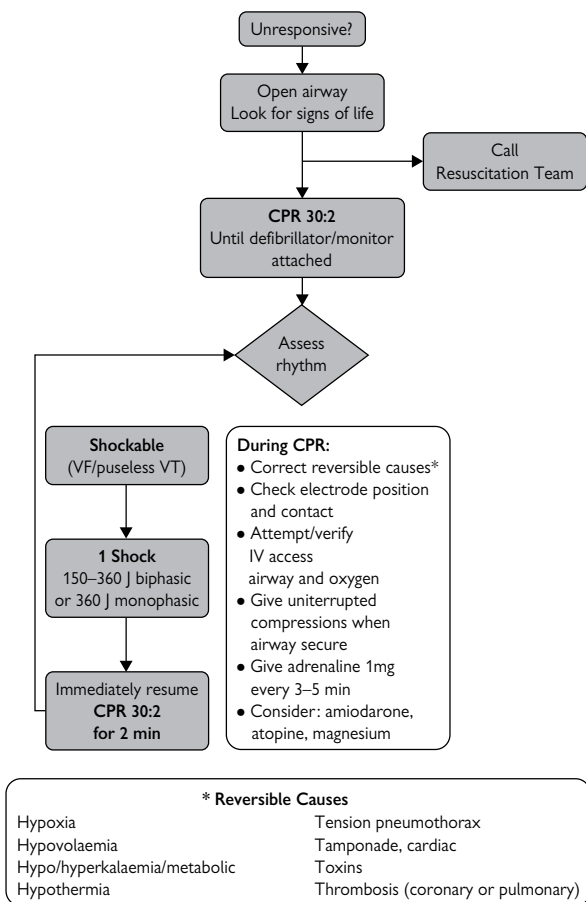 Unresponsive?
Open airway
Look for signs of life
Call
Resuscitation Team
CPR 30:2
Until defibrillator/monitor
attached
Assess
rhythm
Shockable
(VF/puseless VT)
1 Shock
150–360 J biphasic
or 360 J monophasic
Immediately resume
CPR 30:2
for 2 min
During CPR:
• Correct reversible causes*
• Check electrode position
and contact
• Attempt/verify
IV access
airway and oxygen
• Give uniterrupted
compressions when
airway secure
• Give adrenaline 1mg
every 3–5 min
• Consider: amiodarone,
atopine, magnesium
* Reversible Causes
Hypoxia
Hypovolaemia
Hypo/hyperkalaemia/metabolic
Hypothermia
Tension pneumothorax
Tamponade, cardiac
Toxins
Thrombosis (coronary or pulmonary)